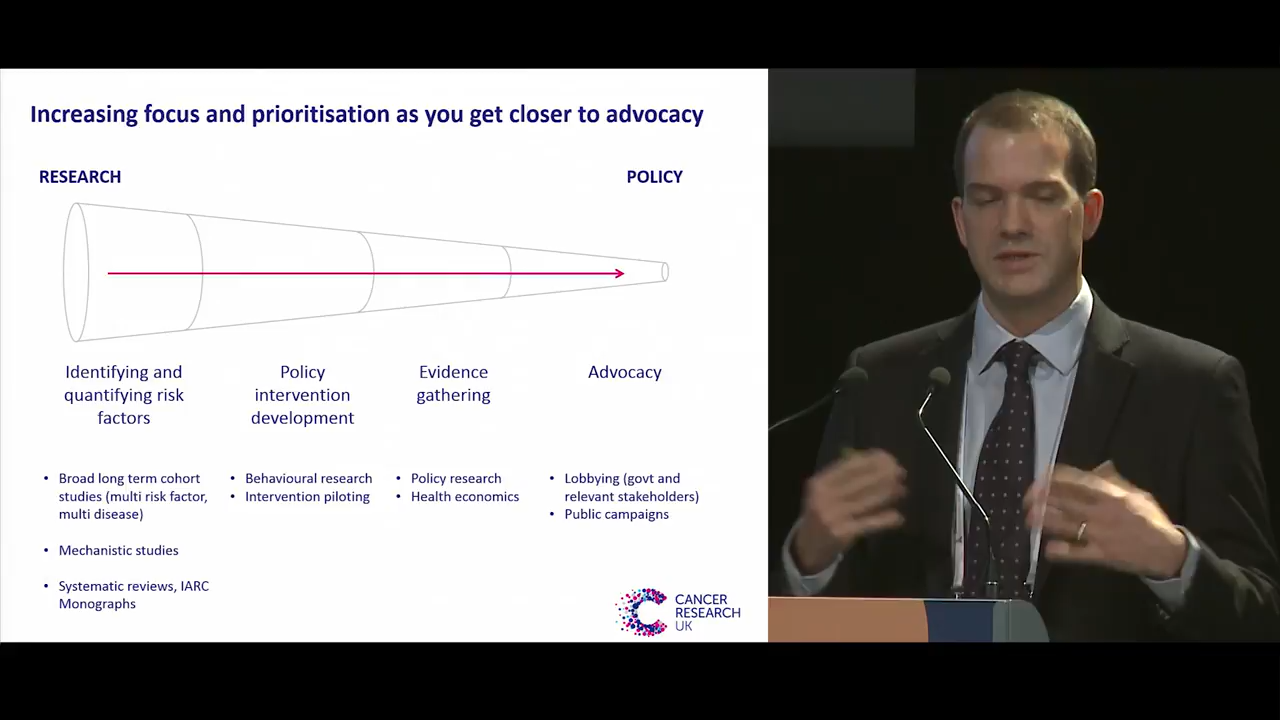 Increasing focus and prioritisation as you get closer to advocacy
RESEARCH
POLICY
Identifying and
quantifying risk
factors
Policy
intervention
development
Evidence
gathering
Advocacy
• Broad long term cohort
studies (multi risk factor,
multi disease)
• Mechanistic studies
• Systematic reviews, IARC
Monographs
• Behavioural research
• Intervention piloting
• Policy research
• Health economics
• Lobbying (govt and
relevant stakeholders)
• Public campaigns
CANCER
RESEARCH
UK